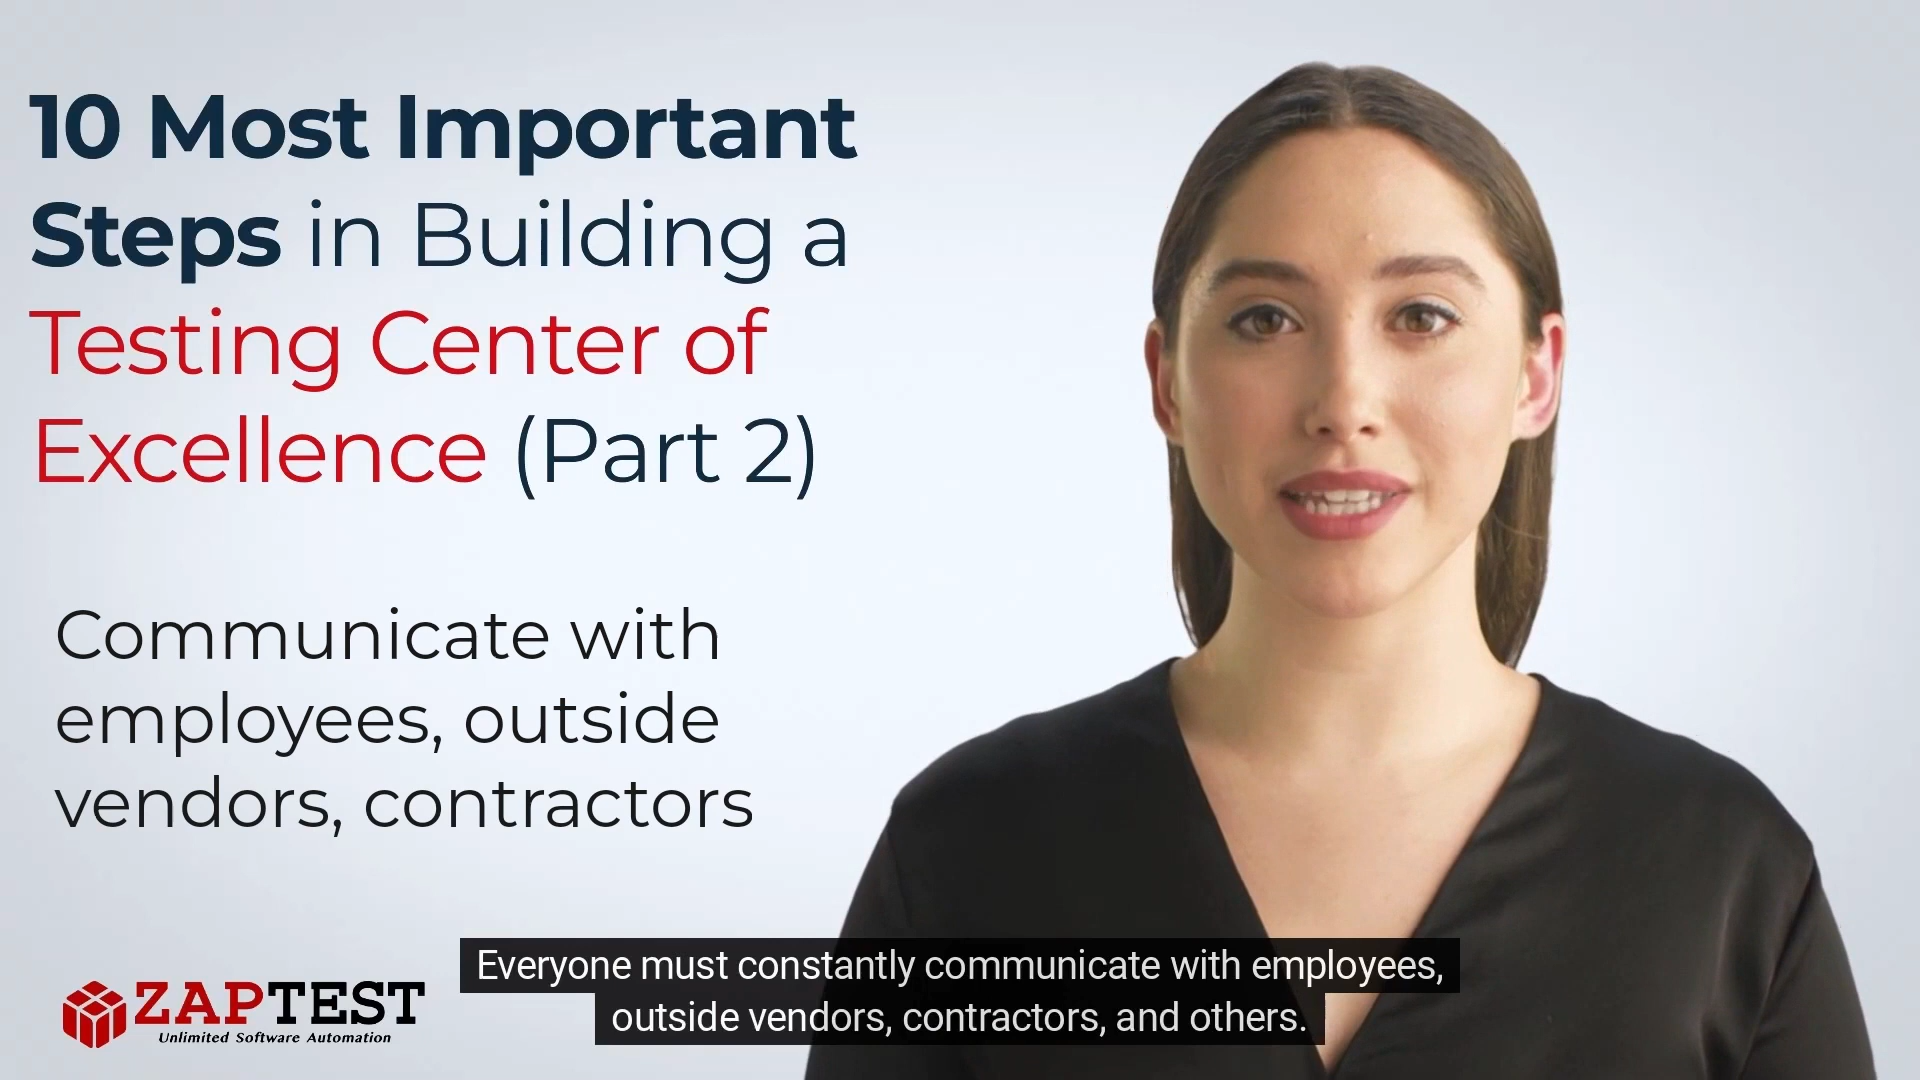 10 Most Important
Steps in Building a
Testing Center of
Excellence (Part 2)
Communicate with
employees, outside
vendors, contractors
ZAPTEST
Unlimited Software Automation
Everyone must constantly communicate with employees,
outside vendors, contractors, and others.